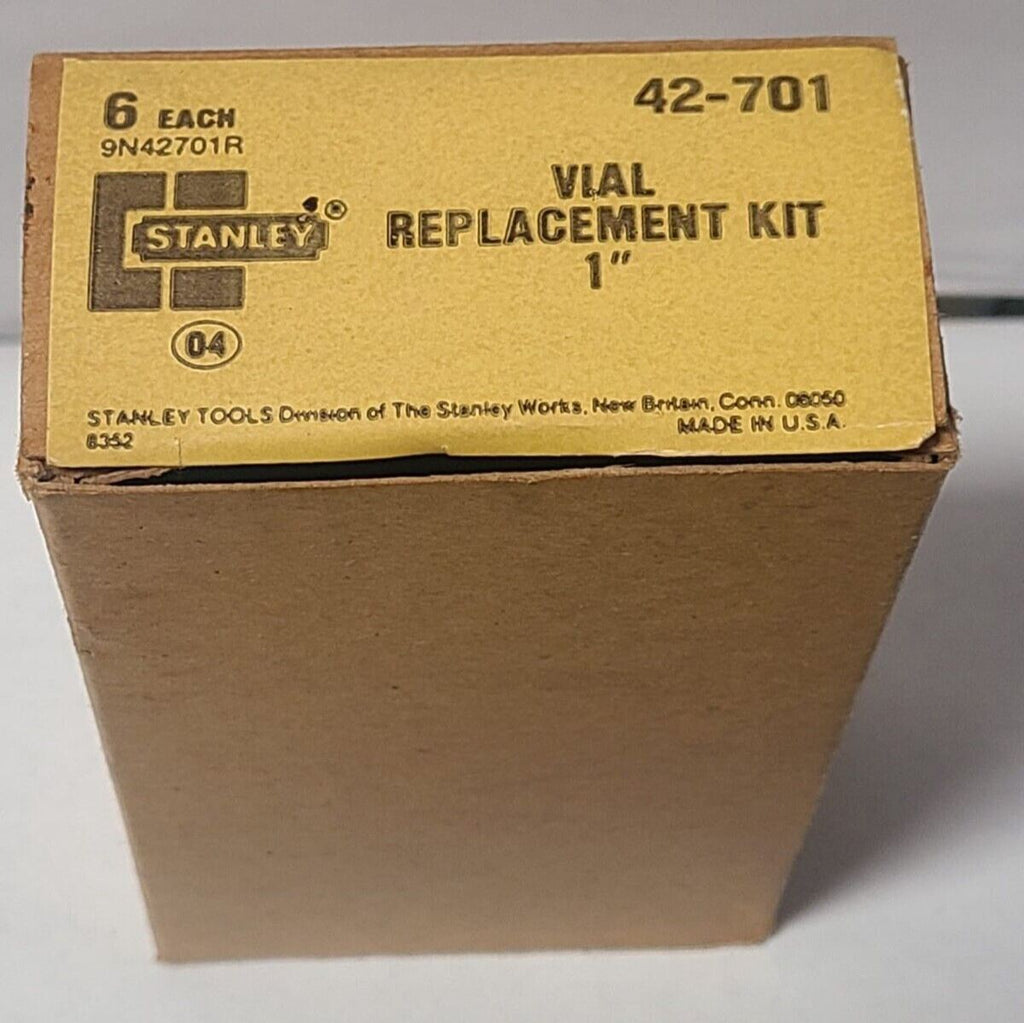 6 EACH
42-701
9N42701R
VIAL
REPLACEMENT KIT
1"
STANLEY®
04
STANLEY TOOLS Division of The Stanley Works, New Britain, Conn. 06050
8352
MADE IN U.S.A.